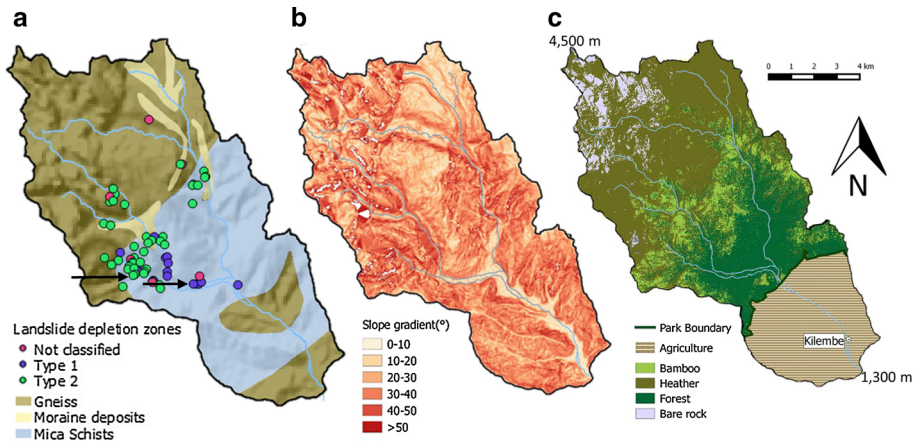 a
Landslide depletion zones
Not classified
Type 1
Type 2
Gneiss
Moraine deposits
Mica Schists
b
Slope gradient(°)
0-10
10-20
20-30
30-40
40-50
>50
c
4,500 m
0 1 2 3 4 km
N
Kilembe
1,300 m
Park Boundary
Agriculture
Bamboo
Heather
Forest
Bare rock